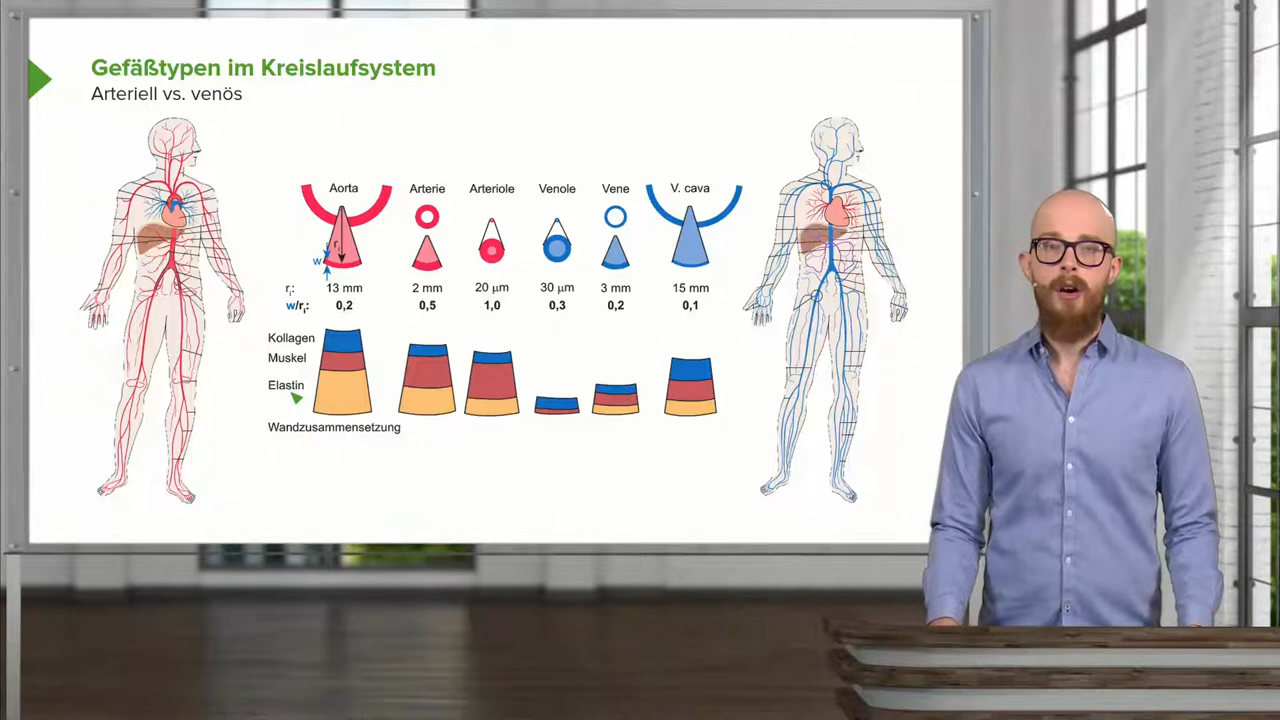 Gefäßtypen im Kreislaufsystem
Arteriell vs. venös
Aorta Arterie Arteriole Venole Vene V. cava
rᵢ
w
rᵢ: 13 mm 2 mm 20 µm 30 µm 3 mm 15 mm
w/rᵢ: 0,2 0,5 1,0 0,3 0,2 0,1
Kollagen
Muskel
Elastin
Wandzusammensetzung